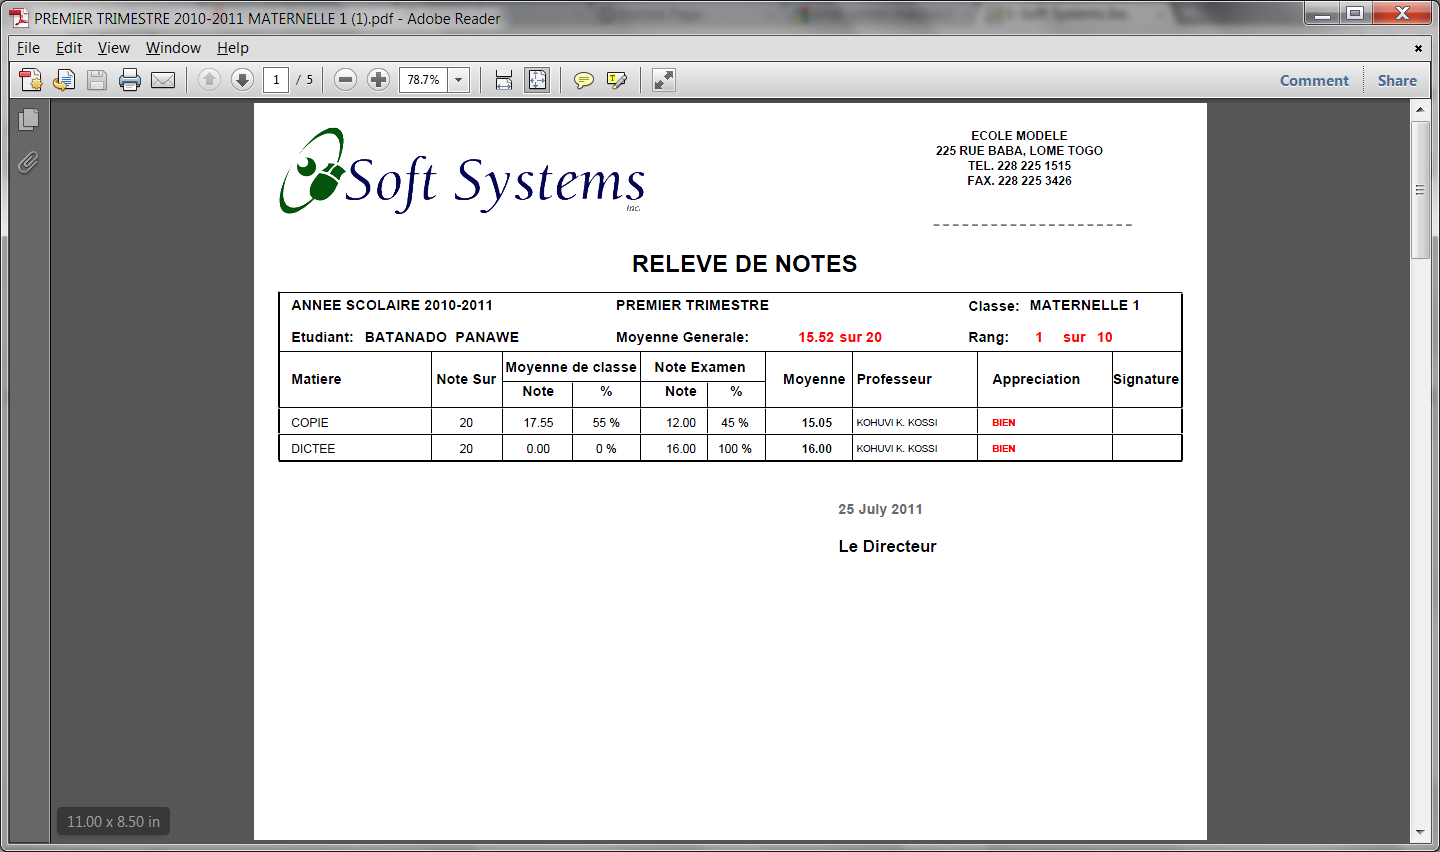 PREMIER TRIMESTRE 2010-2011 MATERNELLE 1 (1).pdf - Adobe Reader
File Edit View Window Help
1 / 5 78.7% Comment Share
Soft Systems
inc.
ECOLE MODELE
225 RUE BABA, LOME TOGO
TEL. 228 225 1515
FAX. 228 225 3426
RELEVE DE NOTES
ANNEE SCOLAIRE 2010-2011 PREMIER TRIMESTRE Classe: MATERNELLE 1
Etudiant: BATANADO PANAWE Moyenne Generale: 15.52 sur 20 Rang: 1 sur 10
Matiere Note Sur Moyenne de classe Note Examen Moyenne Professeur Appreciation Signature
Note % Note %
COPIE 20 17.55 55 % 12.00 45 % 15.05 KOHUVI K. KOSSI BIEN
DICTEE 20 0.00 0 % 16.00 100 % 16.00 KOHUVI K. KOSSI BIEN
25 July 2011
Le Directeur
11.00 x 8.50 in